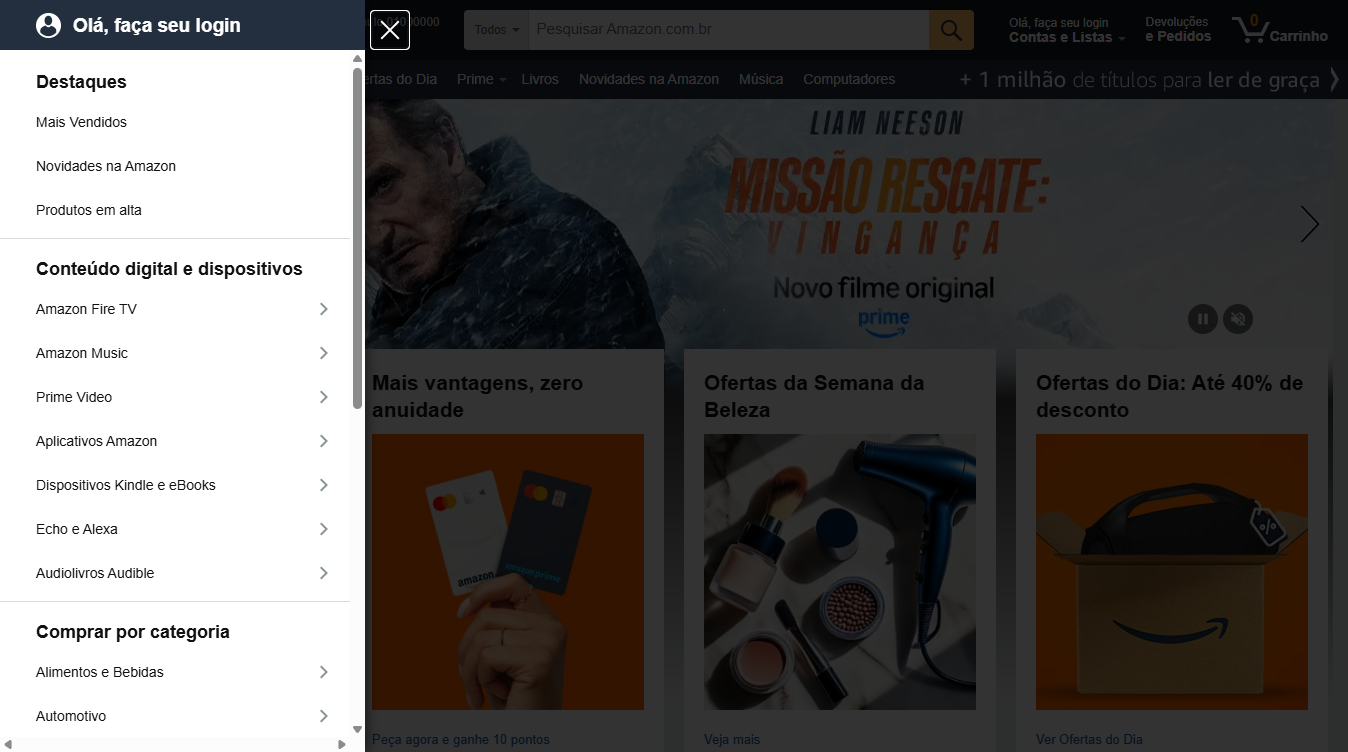 Olá, faça seu login
Destaques
Mais Vendidos
Novidades na Amazon
Produtos em alta
Conteúdo digital e dispositivos
Amazon Fire TV
Amazon Music
Prime Video
Aplicativos Amazon
Dispositivos Kindle e eBooks
Echo e Alexa
Audiolivros Audible
Comprar por categoria
Alimentos e Bebidas
Automotivo
Todos
Pesquisar Amazon.com.br
Olá, faça seu login
Contas e Listas
Devoluções
e Pedidos
0
Carrinho
do Dia
Prime
Livros
Novidades na Amazon
Música
Computadores
+ 1 milhão de títulos para ler de graça
LIAM NEESON
MISSÃO RESGATE:
VINGANÇA
Novo filme original
prime
Mais vantagens, zero
anuidade
amazon
amazon prime
Peça agora e ganhe 10 pontos
Ofertas da Semana da
Beleza
Veja mais
Ofertas do Dia: Até 40% de
desconto
%
Ver Ofertas do Dia